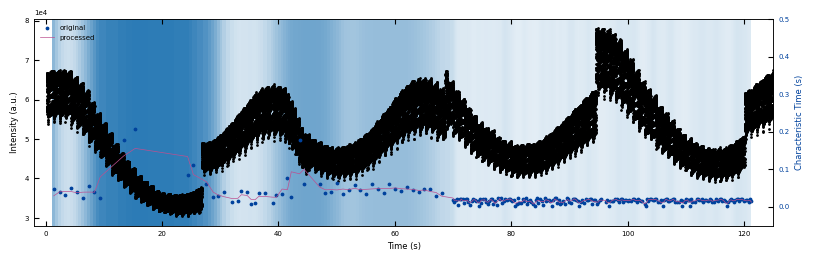 1e4
original
processed
8
7
6
5
4
3
Intensity (a.u.)
0.5
0.4
0.3
0.2
0.1
0.0
Characteristic Time (s)
0 20 40 60 80 100 120
Time (s)